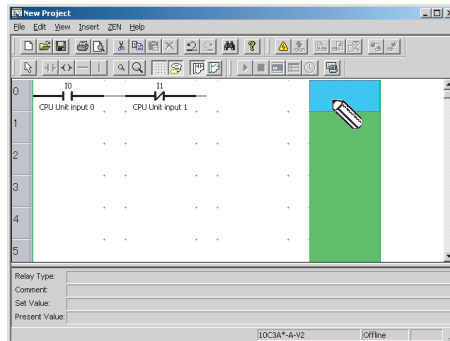 New Project
File Edit View Insert ZEN Help
0
I0
I1
CPU Unit input 0
CPU Unit input 1
1
2
3
4
5
Relay Type:
Comment:
Set Value:
Present Value:
10C3A*-A-V2
Offline